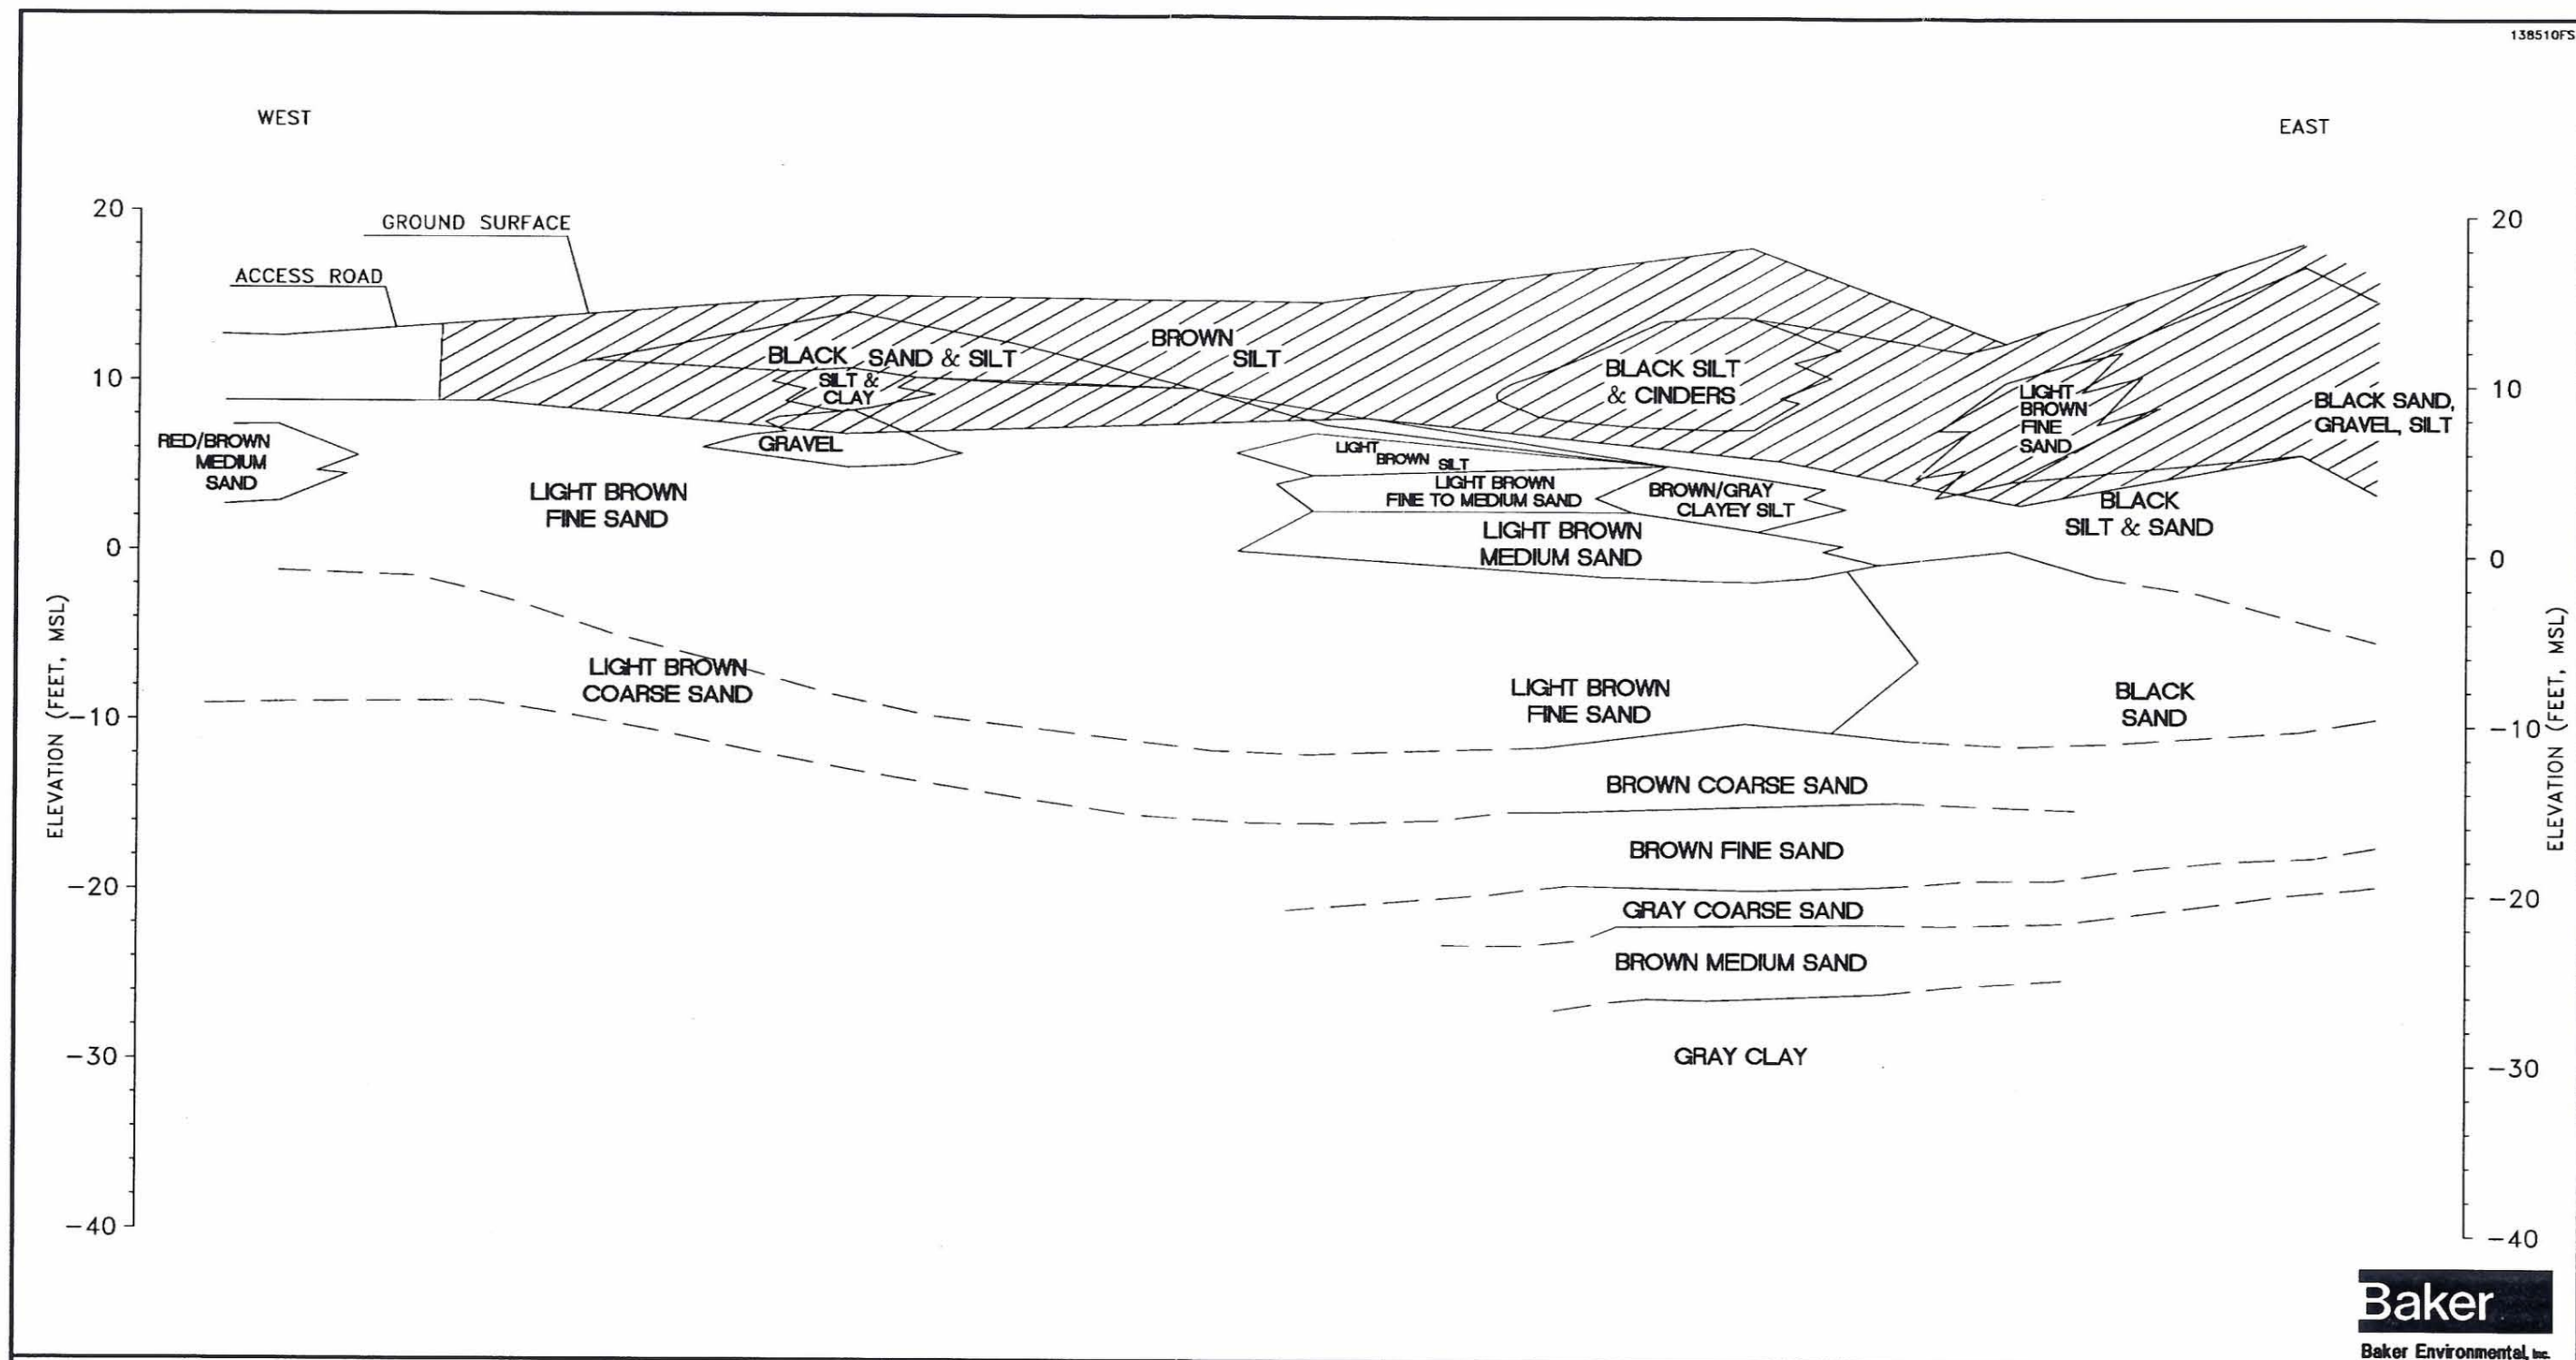 138510FS
WEST
EAST
20
GROUND SURFACE
ACCESS ROAD
10
0
-10
-20
-30
-40
ELEVATION (FEET, MSL)
BLACK SAND & SILT
SILT &
CLAY
GRAVEL
BROWN
SILT
BLACK SILT
& CINDERS
LIGHT
BROWN
FINE
SAND
BLACK SAND,
GRAVEL, SILT
RED/BROWN
MEDIUM
SAND
LIGHT BROWN
FINE SAND
LIGHT
BROWN
SILT
LIGHT BROWN
FINE TO MEDIUM SAND
BROWN/GRAY
CLAYEY SILT
BLACK
SILT & SAND
LIGHT BROWN
MEDIUM SAND
LIGHT BROWN
COARSE SAND
LIGHT BROWN
FINE SAND
BLACK
SAND
BROWN COARSE SAND
BROWN FINE SAND
GRAY COARSE SAND
BROWN MEDIUM SAND
GRAY CLAY
20
10
0
-10
-20
-30
-40
ELEVATION (FEET, MSL)
Baker
Baker Environmental, Inc.